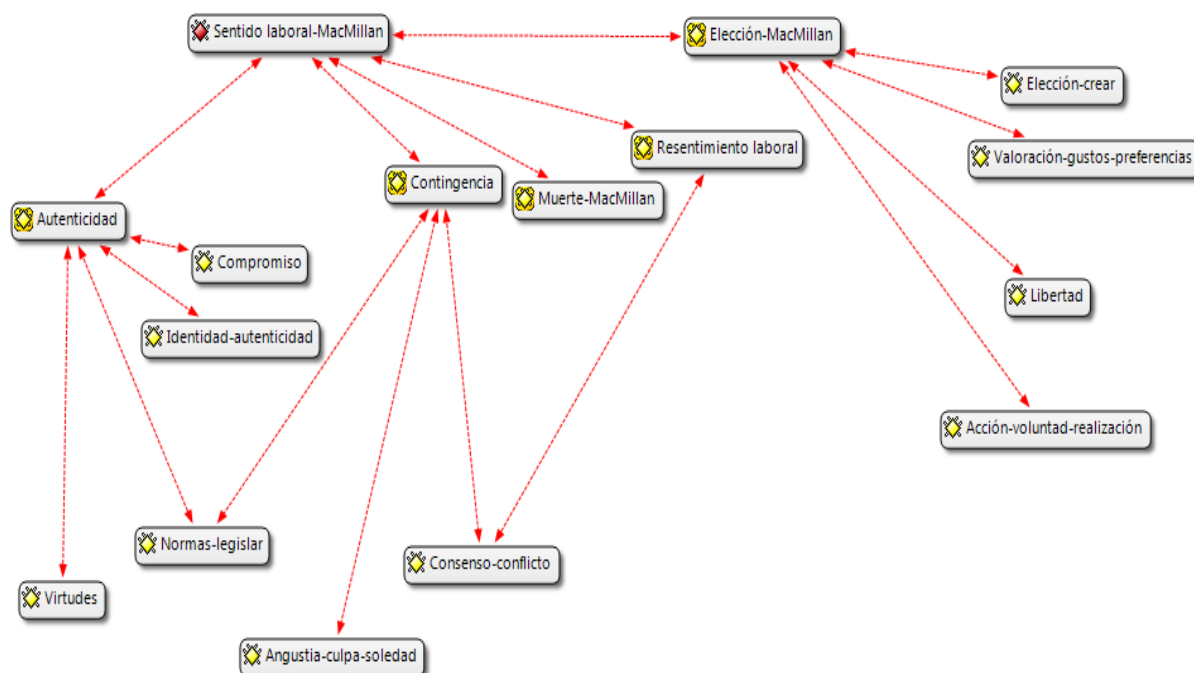 Sentido laboral-MacMillan
Elección-MacMillan
Elección-crear
Resentimiento laboral
Valoración-gustos-preferencias
Contingencia
Muerte-MacMillan
Autenticidad
Compromiso
Libertad
Identidad-autenticidad
Acción-voluntad-realización
Normas-legislar
Consenso-conflicto
Virtudes
Angustia-culpa-soledad